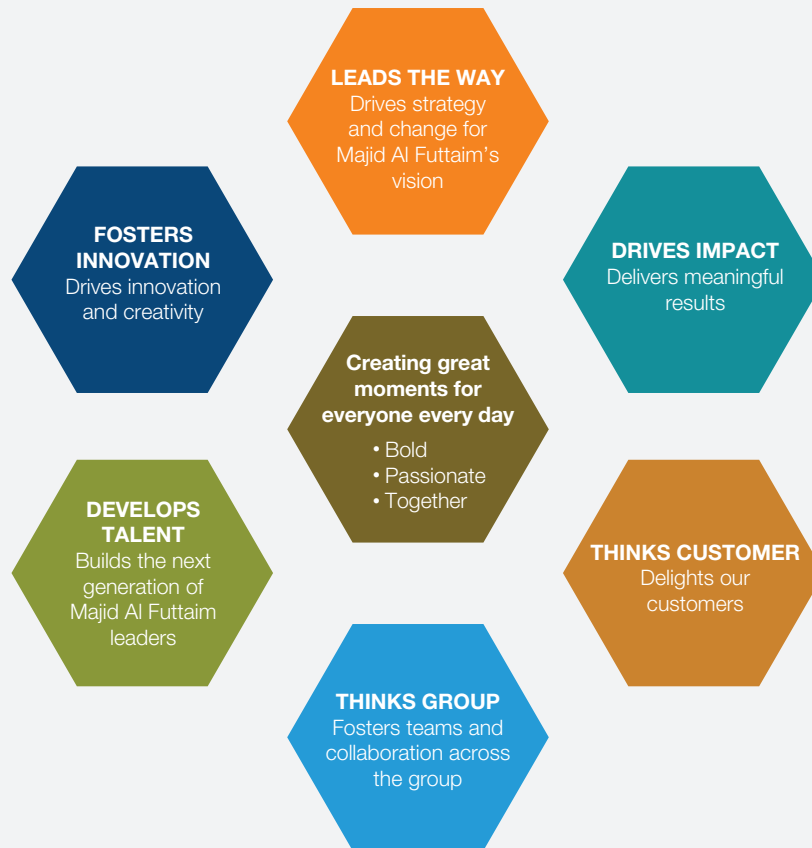 LEADS THE WAY
Drives strategy
and change for
Majid Al Futtaim's
vision
FOSTERS
INNOVATION
Drives innovation
and creativity
DRIVES IMPACT
Delivers meaningful
results
Creating great
moments for
everyone every day
• Bold
• Passionate
• Together
DEVELOPS
TALENT
Builds the next
generation of
Majid Al Futtaim
leaders
THINKS CUSTOMER
Delights our
customers
THINKS GROUP
Fosters teams and
collaboration across
the group